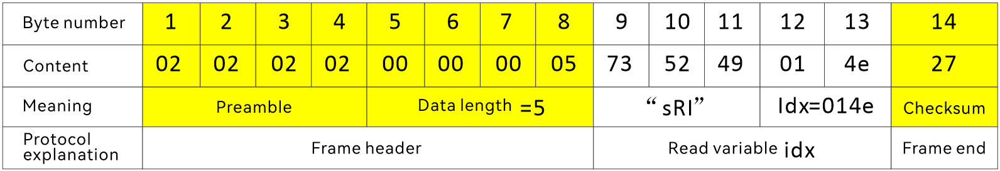 Byte number 1 2 3 4 5 6 7 8 9 10 11 12 13 14
Content 02 02 02 02 00 00 00 05 73 52 49 01 4e 27
Meaning Preamble Data length =5 “sRI” Idx=014e Checksum
Protocol explanation Frame header Read variable idx Frame end